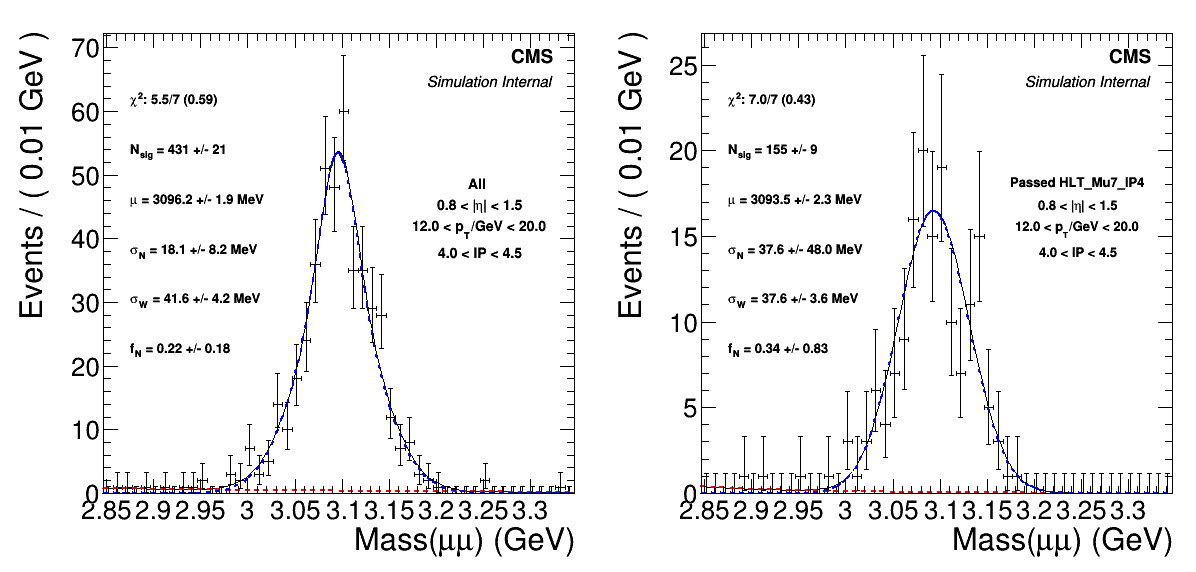 CMS
Simulation Internal
χ²: 5.5/7 (0.59)
N_sig = 431 +/- 21
μ = 3096.2 +/- 1.9 MeV
σ_N = 18.1 +/- 8.2 MeV
σ_W = 41.6 +/- 4.2 MeV
f_N = 0.22 +/- 0.18
All
0.8 < |η| < 1.5
12.0 < p_T/GeV < 20.0
4.0 < IP < 4.5
Events / ( 0.01 GeV )
70
60
50
40
30
20
10
0
2.85 2.9 2.95 3 3.05 3.1 3.15 3.2 3.25 3.3
Mass(μμ) (GeV)
CMS
Simulation Internal
χ²: 7.0/7 (0.43)
N_sig = 155 +/- 9
μ = 3093.5 +/- 2.3 MeV
σ_N = 37.6 +/- 48.0 MeV
σ_W = 37.6 +/- 3.6 MeV
f_N = 0.34 +/- 0.83
Passed HLT_Mu7_IP4
0.8 < |η| < 1.5
12.0 < p_T/GeV < 20.0
4.0 < IP < 4.5
Events / ( 0.01 GeV )
25
20
15
10
5
0
2.85 2.9 2.95 3 3.05 3.1 3.15 3.2 3.25 3.3
Mass(μμ) (GeV)